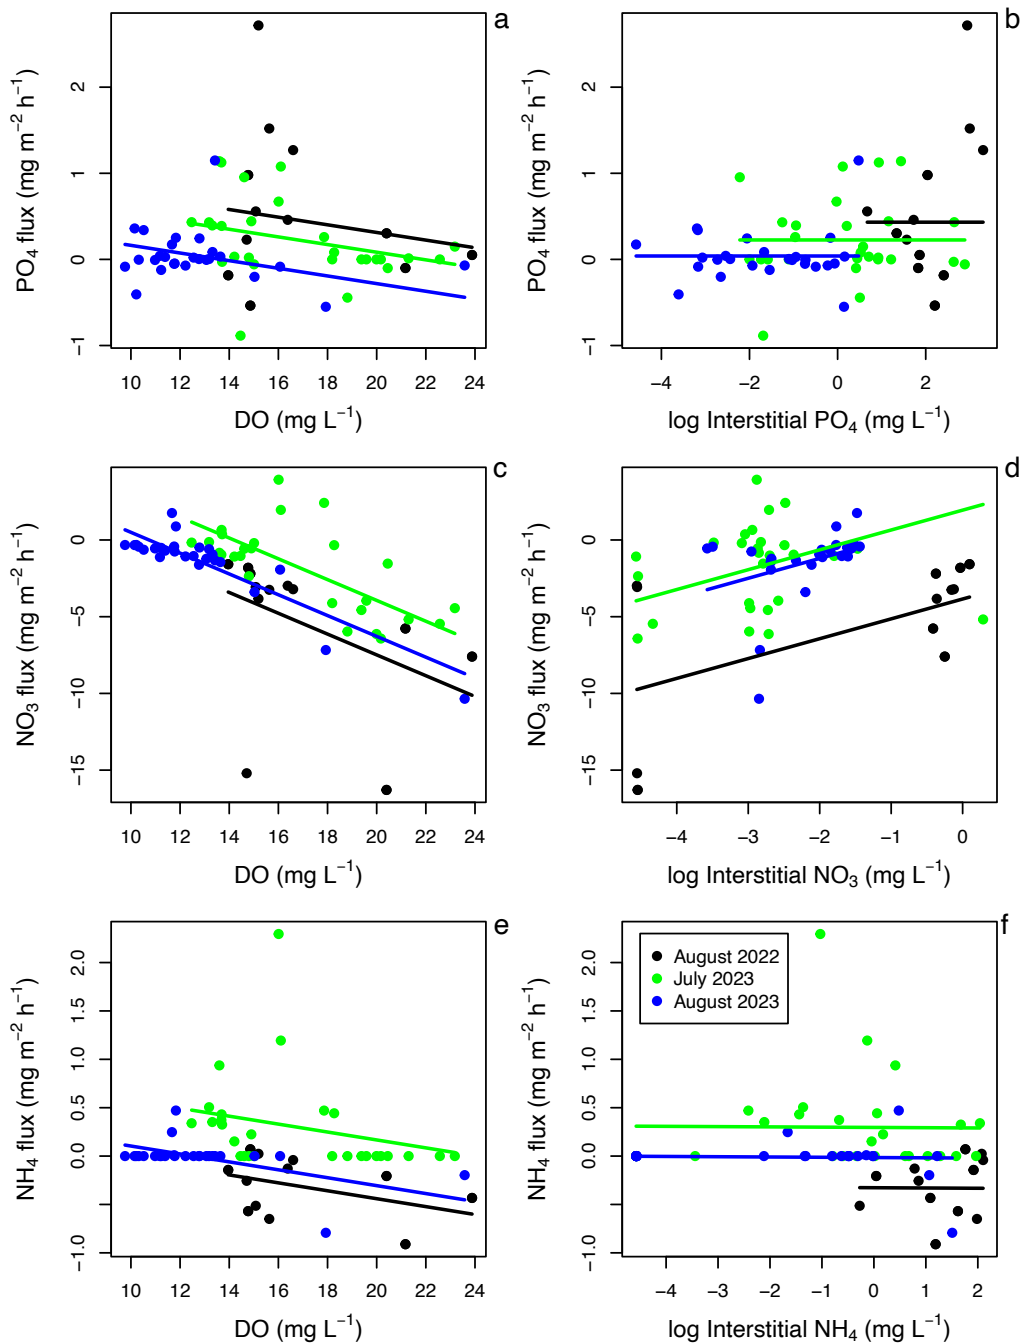 a
PO₄ flux (mg m⁻² h⁻¹)
−1 0 1 2
10 12 14 16 18 20 22 24
DO (mg L⁻¹)
b
PO₄ flux (mg m⁻² h⁻¹)
−1 0 1 2
−4 −2 0 2
log Interstitial PO₄ (mg L⁻¹)
c
NO₃ flux (mg m⁻² h⁻¹)
−15 −10 −5 0
10 12 14 16 18 20 22 24
DO (mg L⁻¹)
d
NO₃ flux (mg m⁻² h⁻¹)
−15 −10 −5 0
−4 −3 −2 −1 0
log Interstitial NO₃ (mg L⁻¹)
e
NH₄ flux (mg m⁻² h⁻¹)
−1.0 0.0 0.5 1.0 1.5 2.0
10 12 14 16 18 20 22 24
DO (mg L⁻¹)
f
NH₄ flux (mg m⁻² h⁻¹)
−1.0 0.0 0.5 1.0 1.5 2.0
August 2022
July 2023
August 2023
−4 −3 −2 −1 0 1 2
log Interstitial NH₄ (mg L⁻¹)